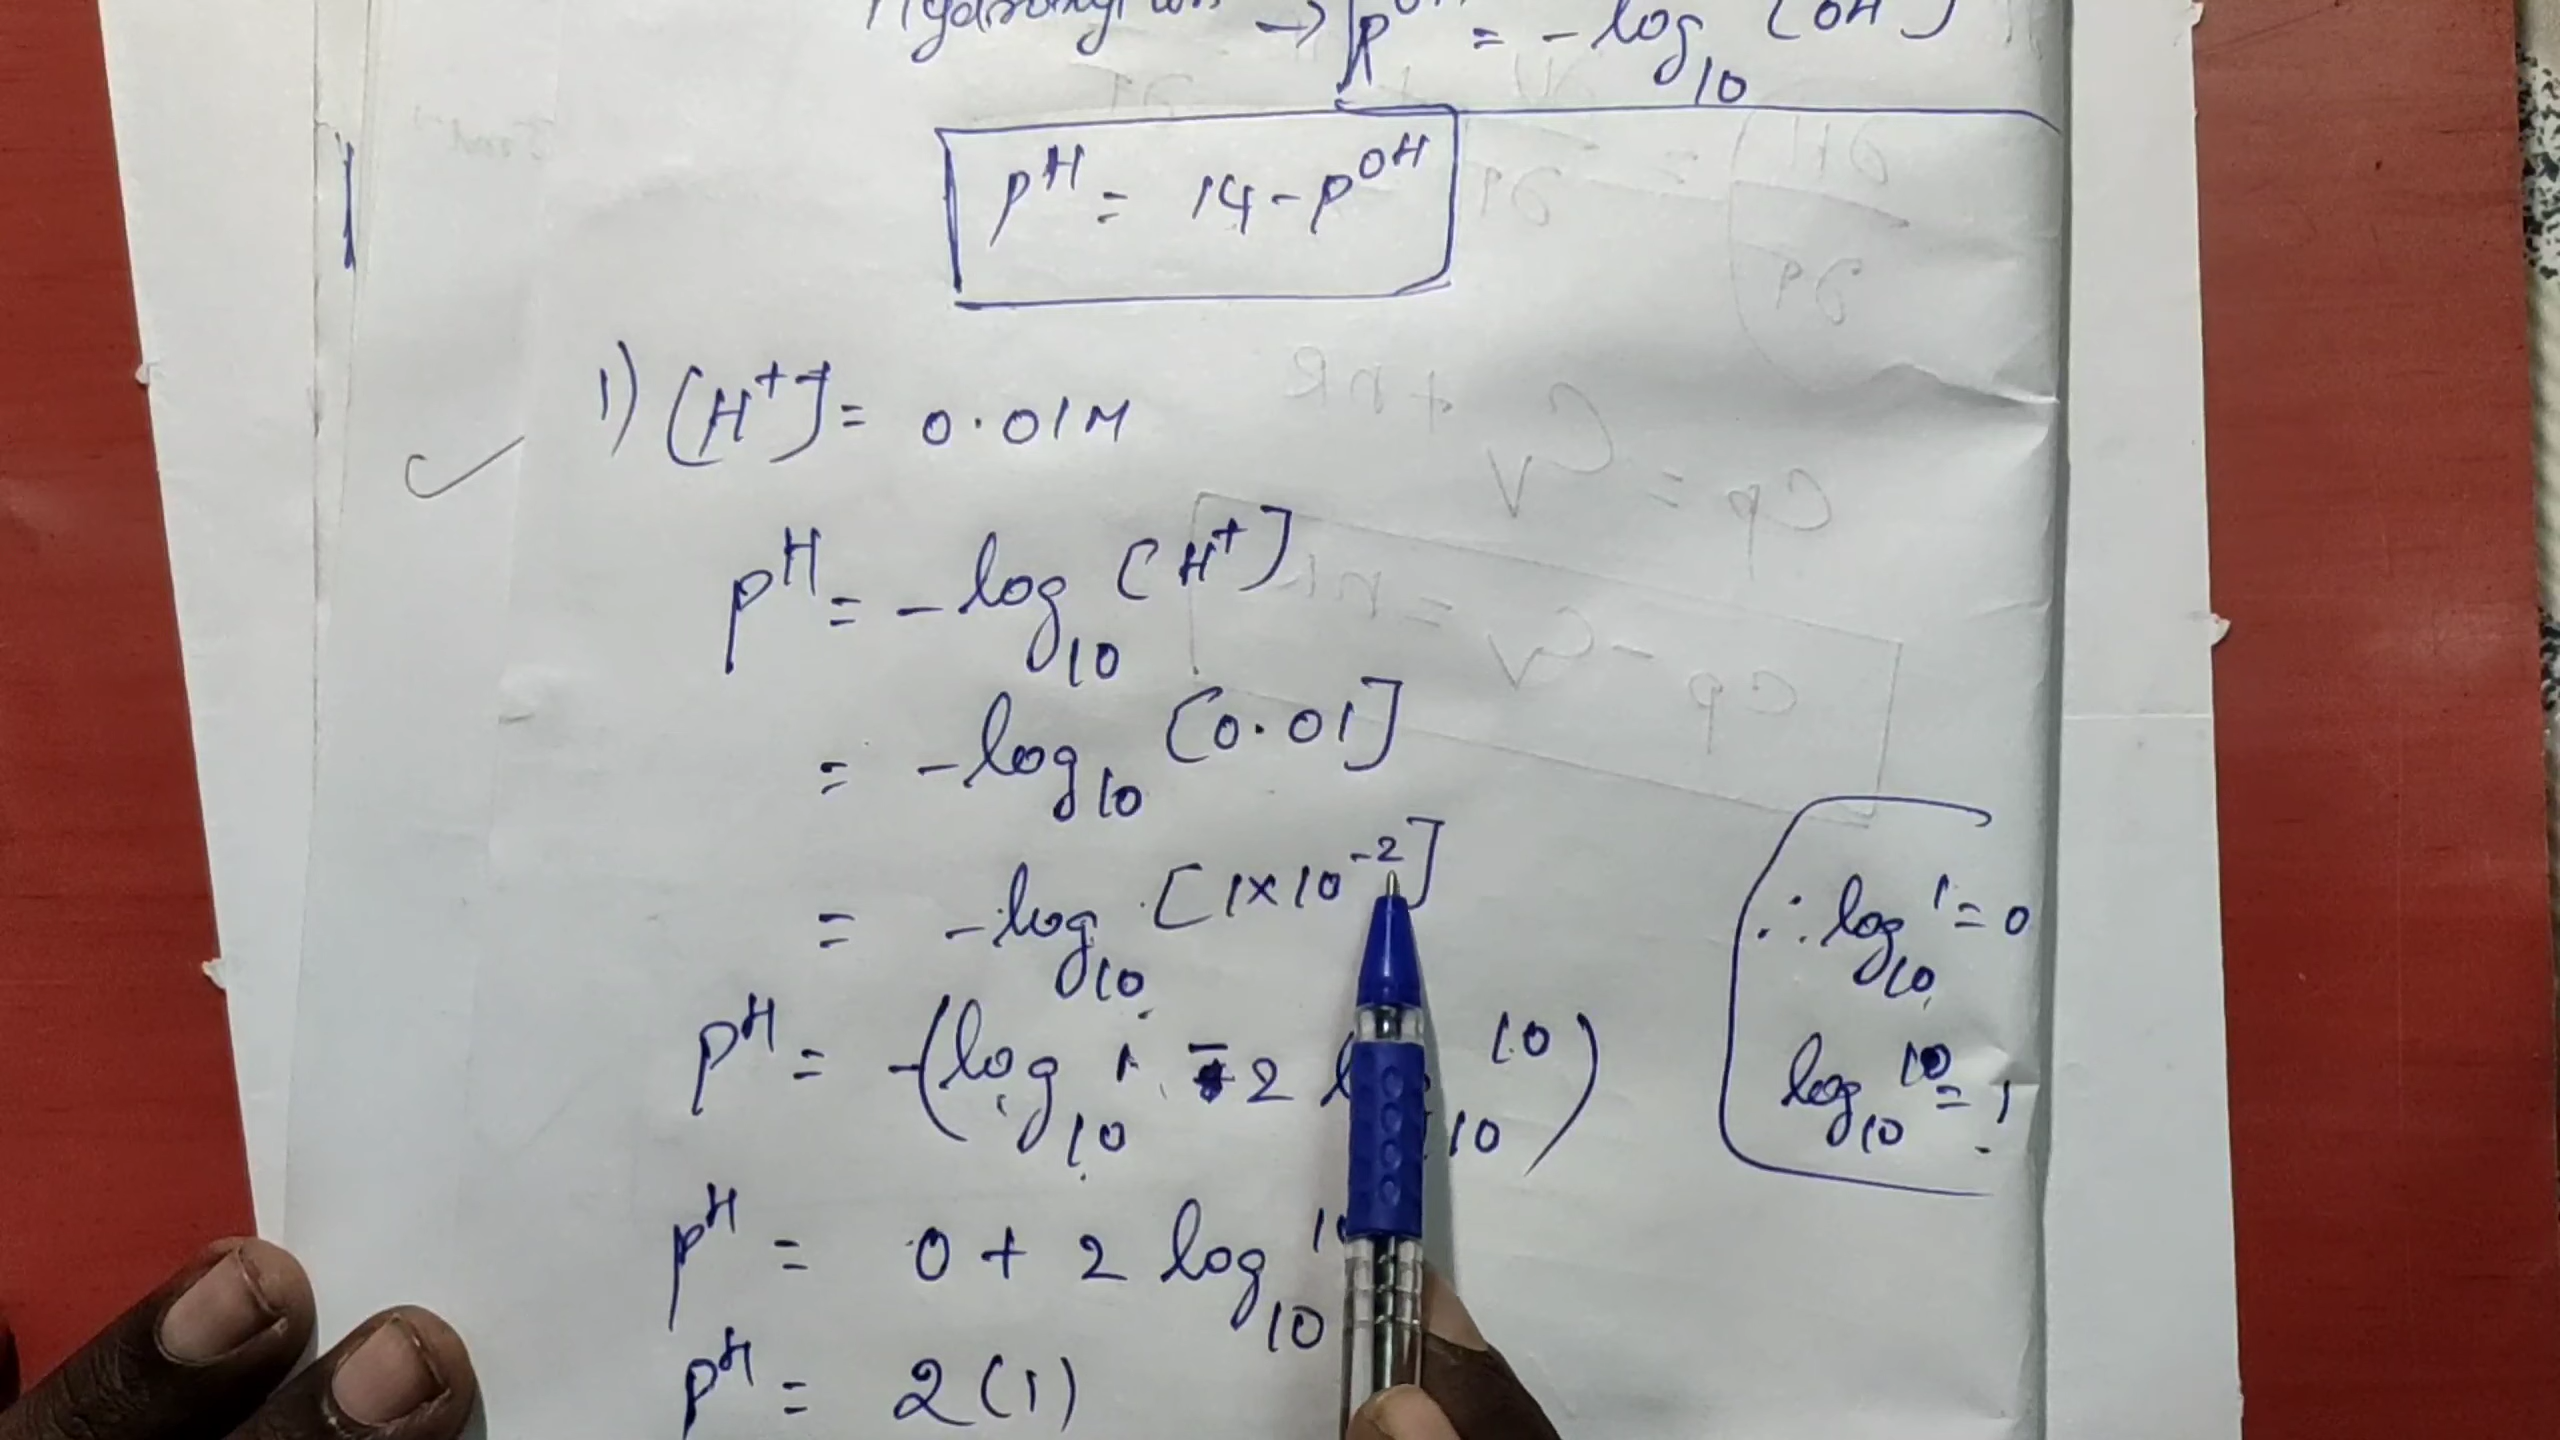 → pᴼᴴ = -log₁₀ [OH⁻]
pᴴ = 14 - pᴼᴴ
1) [H⁺] = 0.01M
pᴴ = -log₁₀ [H⁺]
= -log₁₀ [0.01]
= -log₁₀ [1×10⁻²]
∴ log₁₀ 1 = 0
pᴴ = -(log₁₀ 1 - 2 log₁₀ 10)
log₁₀ 10 = 1
pᴴ = 0 + 2 log₁₀ 10
pᴴ = 2(1)